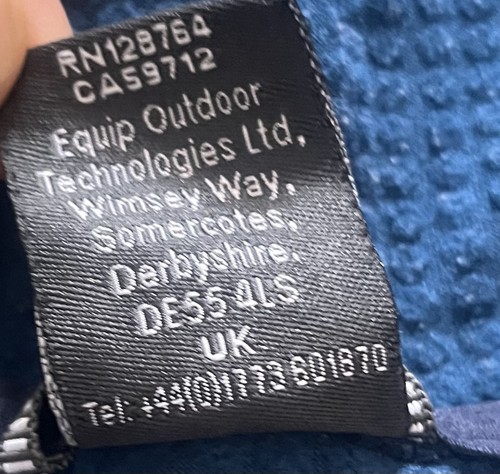 RN128764
CA59712
Equip Outdoor
Technologies Ltd,
Wimsey Way,
Somercotes,
Derbyshire.
DE55 4LS
UK
Tel: +44(0)1773 601870